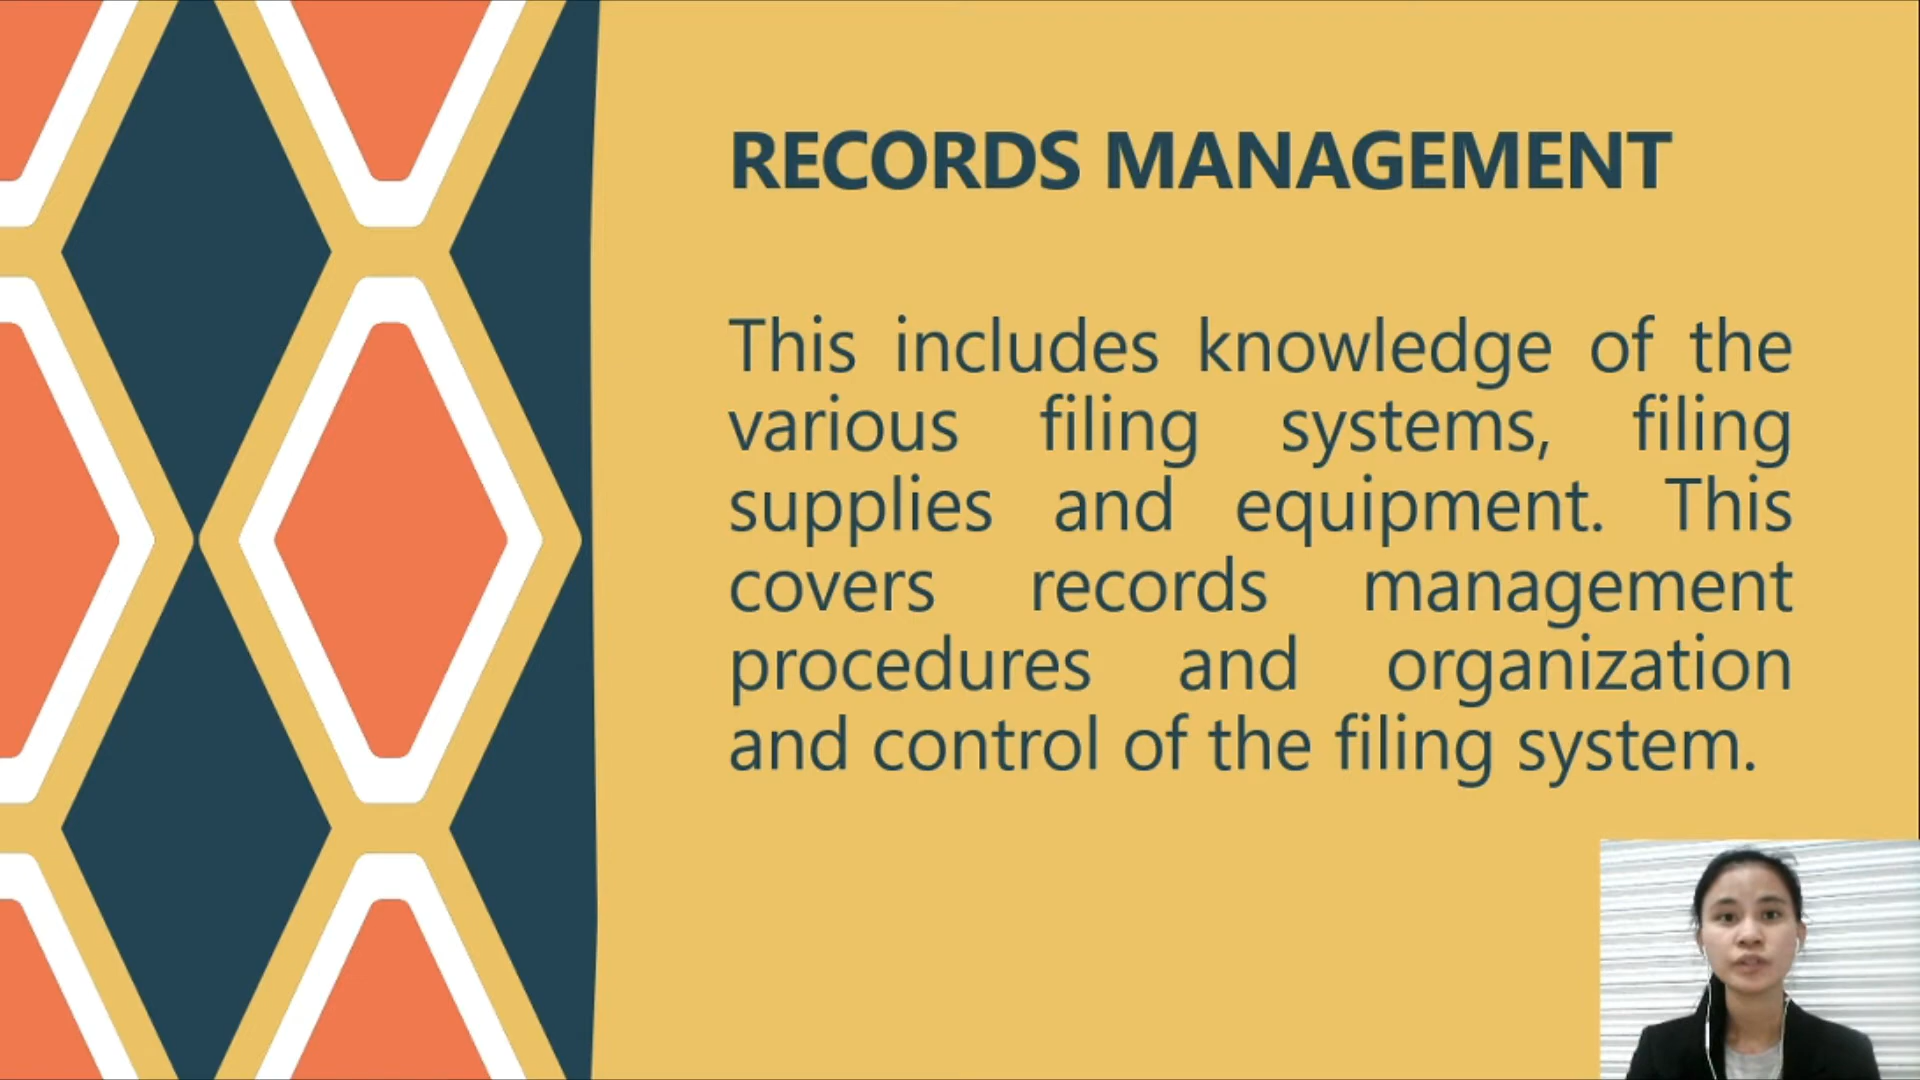 RECORDS MANAGEMENT
This includes knowledge of the
various filing systems, filing
supplies and equipment. This
covers records management
procedures and organization
and control of the filing system.